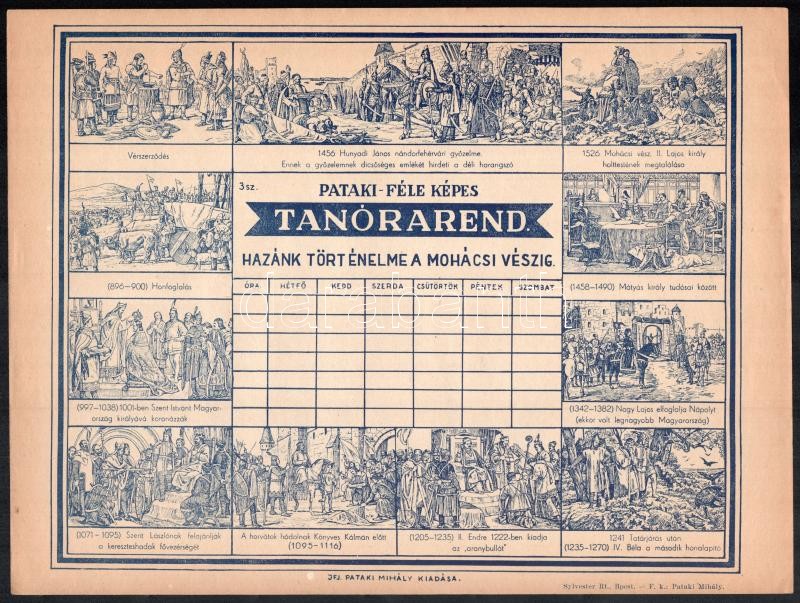 Vérszerződés
1456 Hunyadi János nándorfehérvári győzelme.
Ennek a győzelemnek dicsőséges emlékét hirdeti a déli harangszó
1526 Mohácsi vész. II. Lajos király
holttestének megtalálása
3 sz.
PATAKI-FÉLE KÉPES
TANÓRAREND.
HAZÁNK TÖRTÉNELME A MOHÁCSI VÉSZIG.
ÓRA HÉTFŐ KEDD SZERDA CSÜTÖRTÖK PÉNTEK SZOMBAT
darabanth
(896–900) Honfoglalás
(1458–1490) Mátyás király tudósai között
(997–1038) 1001-ben Szent Istvánt Magyar-
ország királyává koronázzák
(1342–1382) Nagy Lajos elfoglalja Nápolyt
(ekkor volt legnagyobb Magyarország)
(1071–1095) Szent Lászlónak felajánlják
a kereszteshadak fővezérségét
A horvátok hódolnak Könyves Kálmán előtt
(1095–1116)
(1205–1235) II. Endre 1222-ben kiadja
az „aranybullát"
1241 Tatárjárás után
(1235–1270) IV. Béla a második honalapító
IFJ. PATAKI MIHÁLY KIADÁSA.
Sylvester Rt., Bpest. — F. k.: Pataki Mihály.